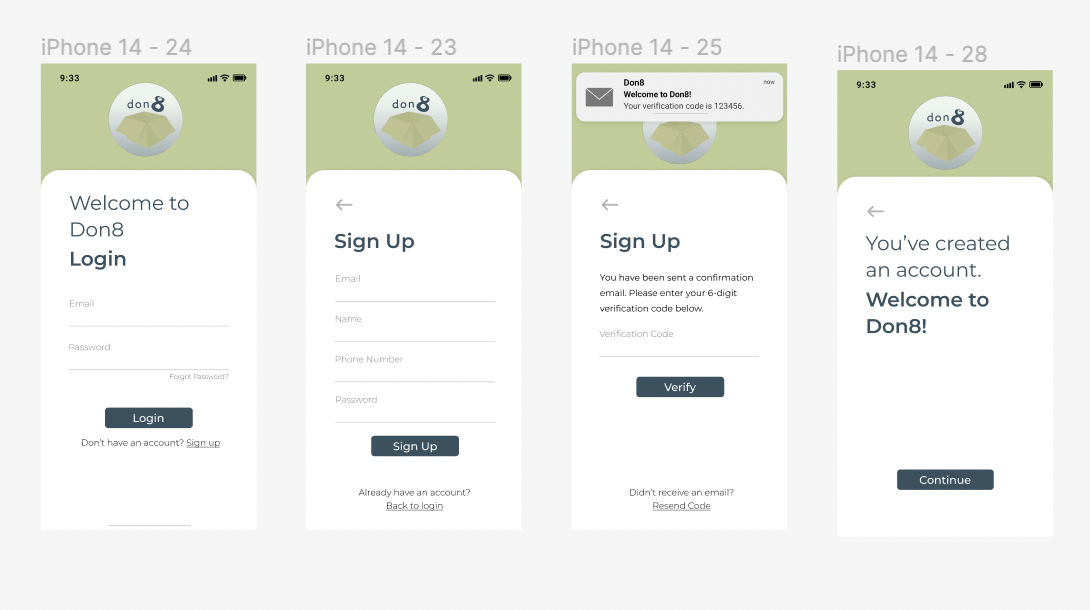 iPhone 14 - 24
9:33
don8
Welcome to
Don8
Login
Email
Password
Forgot Password?
Login
Don't have an account? Sign up
iPhone 14 - 23
9:33
don8
Sign Up
Email
Name
Phone Number
Password
Sign Up
Already have an account?
Back to login
iPhone 14 - 25
Don8
now
Welcome to Don8!
Your verification code is 123456.
Sign Up
You have been sent a confirmation
email. Please enter your 6-digit
verification code below.
Verification Code
Verify
Didn't receive an email?
Resend Code
iPhone 14 - 28
9:33
don8
You've created
an account.
Welcome to
Don8!
Continue